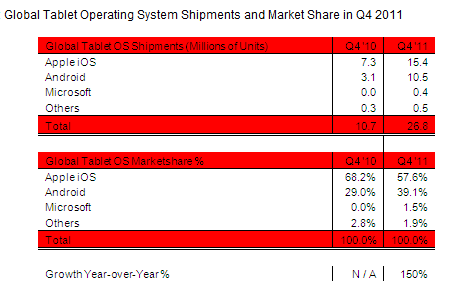 Global Tablet Operating System Shipments and Market Share in Q4 2011
Global Tablet OS Shipments (Millions of Units) Q4'10 Q4'11
Apple iOS 7.3 15.4
Android 3.1 10.5
Microsoft 0.0 0.4
Others 0.3 0.5
Total 10.7 26.8
Global Tablet OS Marketshare % Q4'10 Q4'11
Apple iOS 68.2% 57.6%
Android 29.0% 39.1%
Microsoft 0.0% 1.5%
Others 2.8% 1.9%
Total 100.0% 100.0%
Growth Year-over-Year % N/A 150%